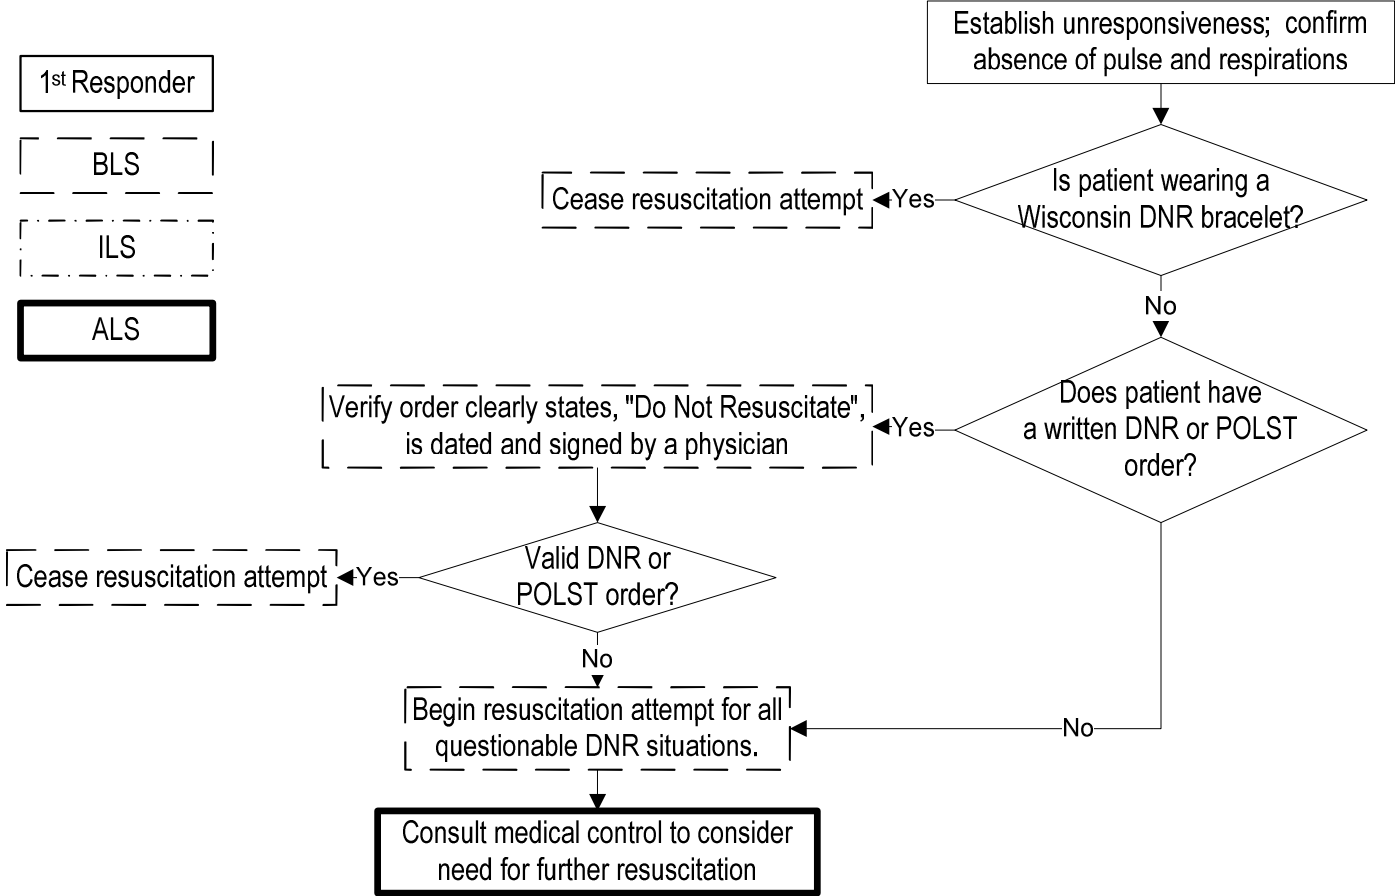 Establish unresponsiveness; confirm
absence of pulse and respirations
1st Responder
BLS
ILS
ALS
Is patient wearing a
Wisconsin DNR bracelet?
Yes
Cease resuscitation attempt
No
Does patient have
a written DNR or POLST
order?
Yes
Verify order clearly states, "Do Not Resuscitate",
is dated and signed by a physician
Valid DNR or
POLST order?
Yes
Cease resuscitation attempt
No
No
Begin resuscitation attempt for all
questionable DNR situations.
Consult medical control to consider
need for further resuscitation